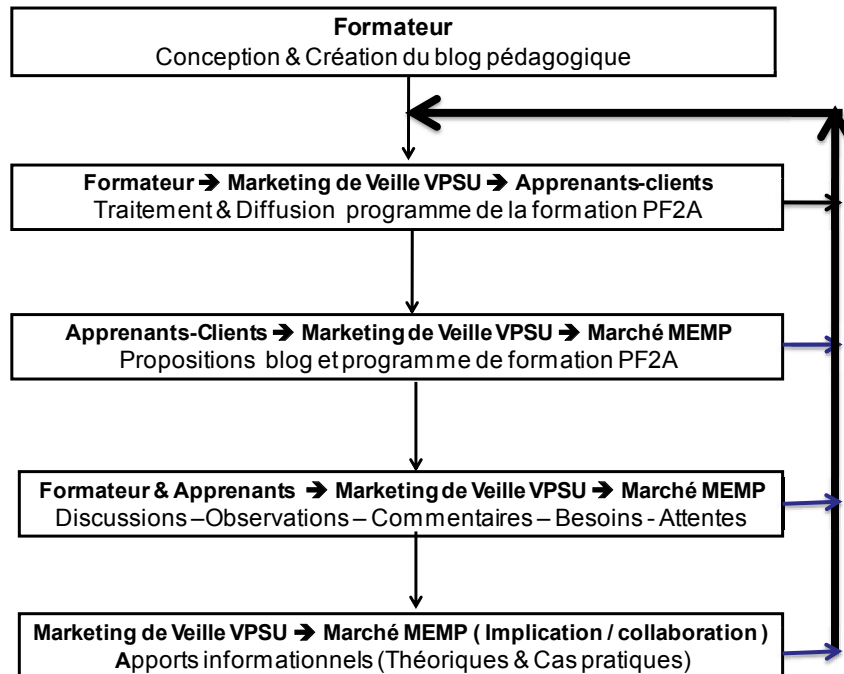 Formateur
Conception & Création du blog pédagogique
Formateur ➔ Marketing de Veille VPSU ➔ Apprenants-clients
Traitement & Diffusion programme de la formation PF2A
Apprenants-Clients ➔ Marketing de Veille VPSU ➔ Marché MEMP
Propositions blog et programme de formation PF2A
Formateur & Apprenants ➔ Marketing de Veille VPSU ➔ Marché MEMP
Discussions –Observations – Commentaires – Besoins - Attentes
Marketing de Veille VPSU ➔ Marché MEMP ( Implication / collaboration )
Apports informationnels (Théoriques & Cas pratiques)